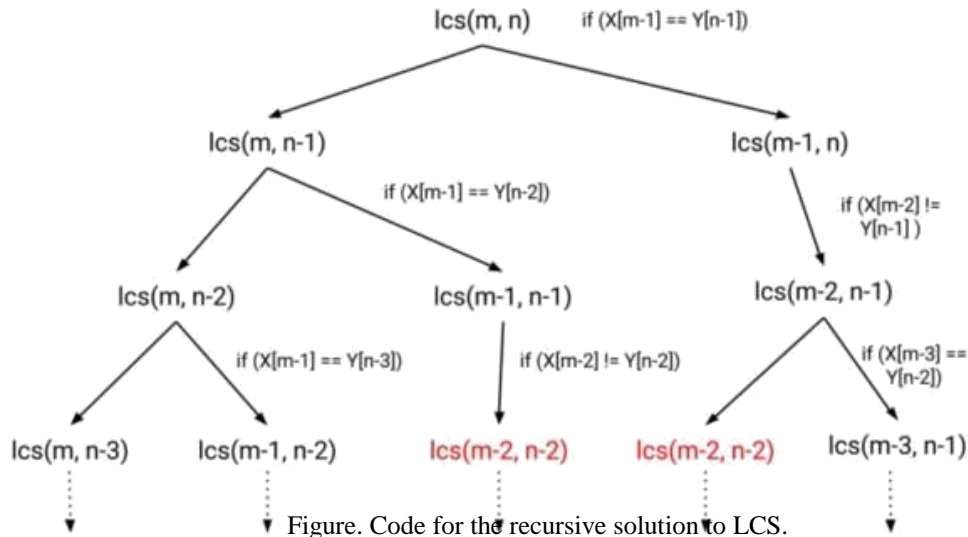 lcs(m, n) if (X[m-1] == Y[n-1])
lcs(m, n-1) lcs(m-1, n)
if (X[m-1] == Y[n-2])
if (X[m-2] !=
Y[n-1] )
lcs(m, n-2) lcs(m-1, n-1) lcs(m-2, n-1)
if (X[m-1] == Y[n-3])
if (X[m-2] != Y[n-2])
if (X[m-3] ==
Y[n-2])
lcs(m, n-3) lcs(m-1, n-2) lcs(m-2, n-2) lcs(m-2, n-2) lcs(m-3, n-1)
Figure. Code for the recursive solution to LCS.